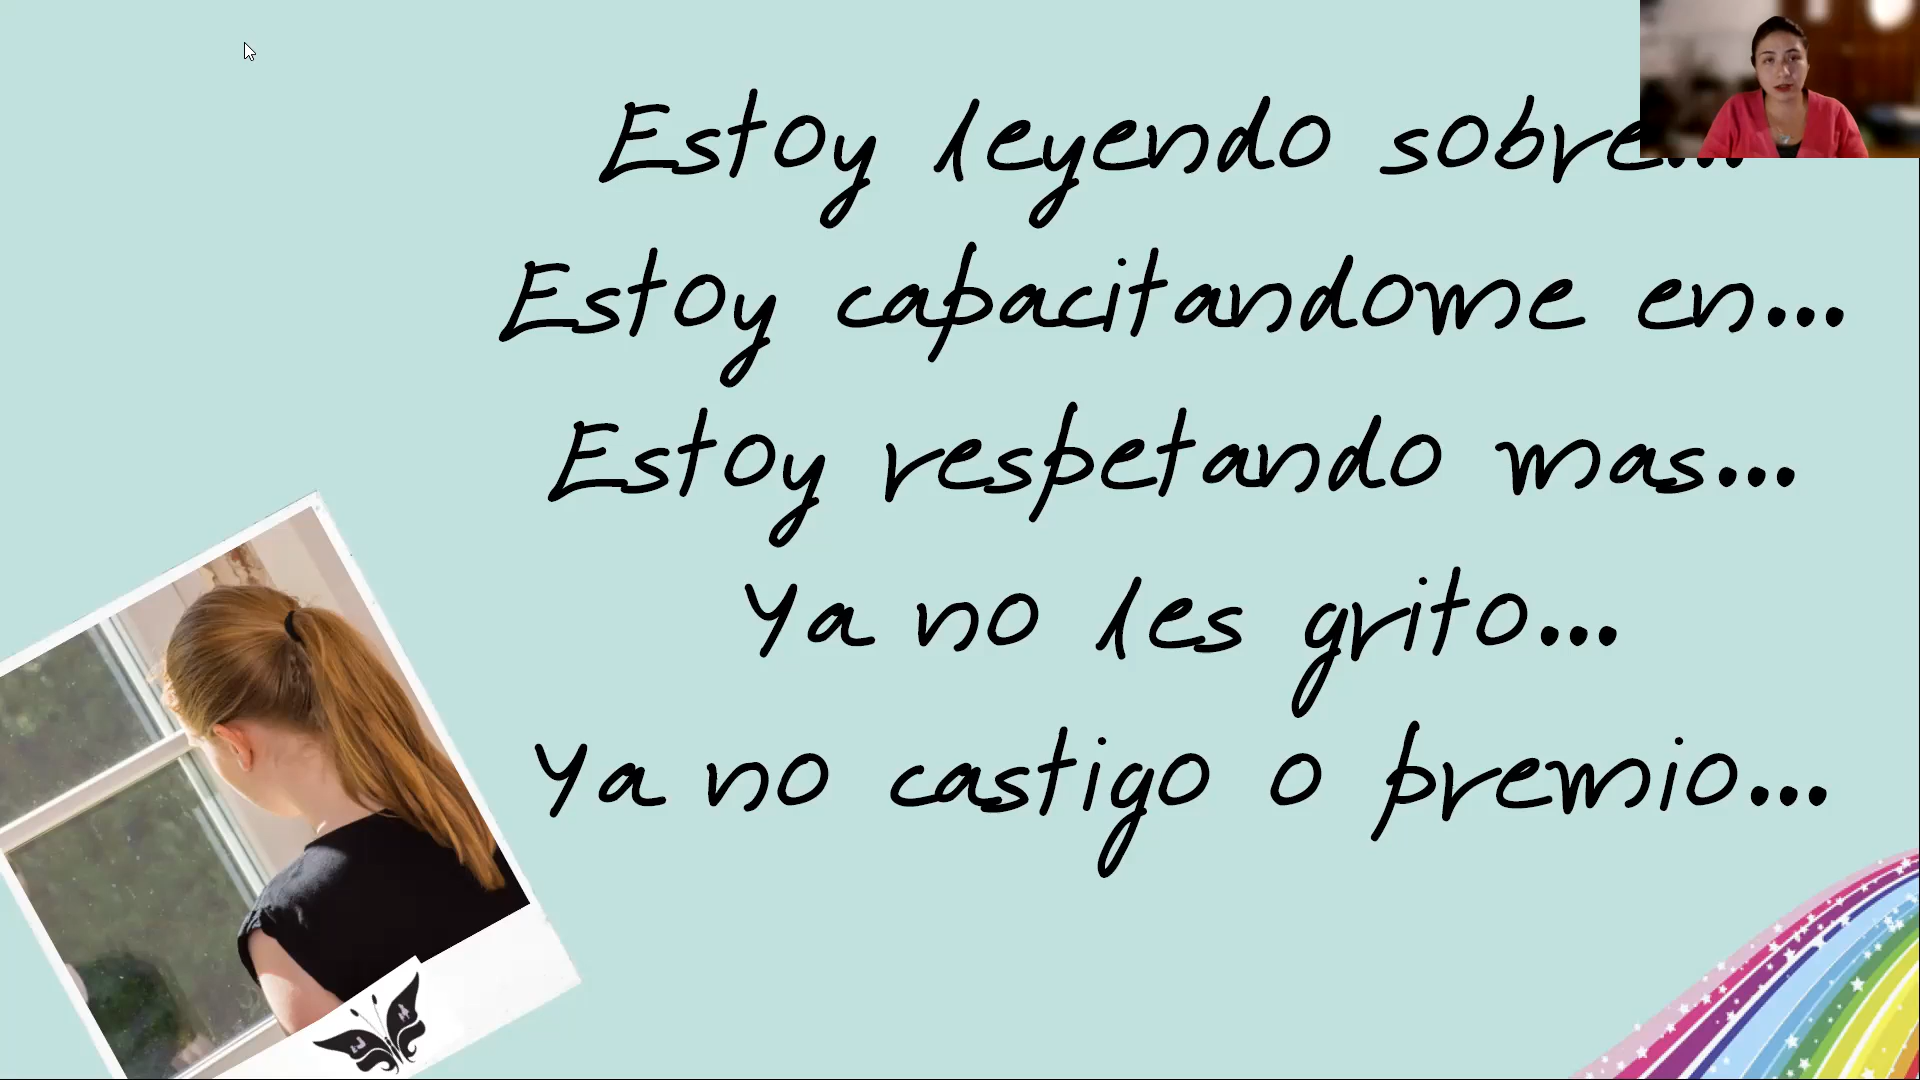 Estoy leyendo sobre...
Estoy capacitandome en...
Estoy respetando mas...
Ya no les grito...
Ya no castigo o premio...